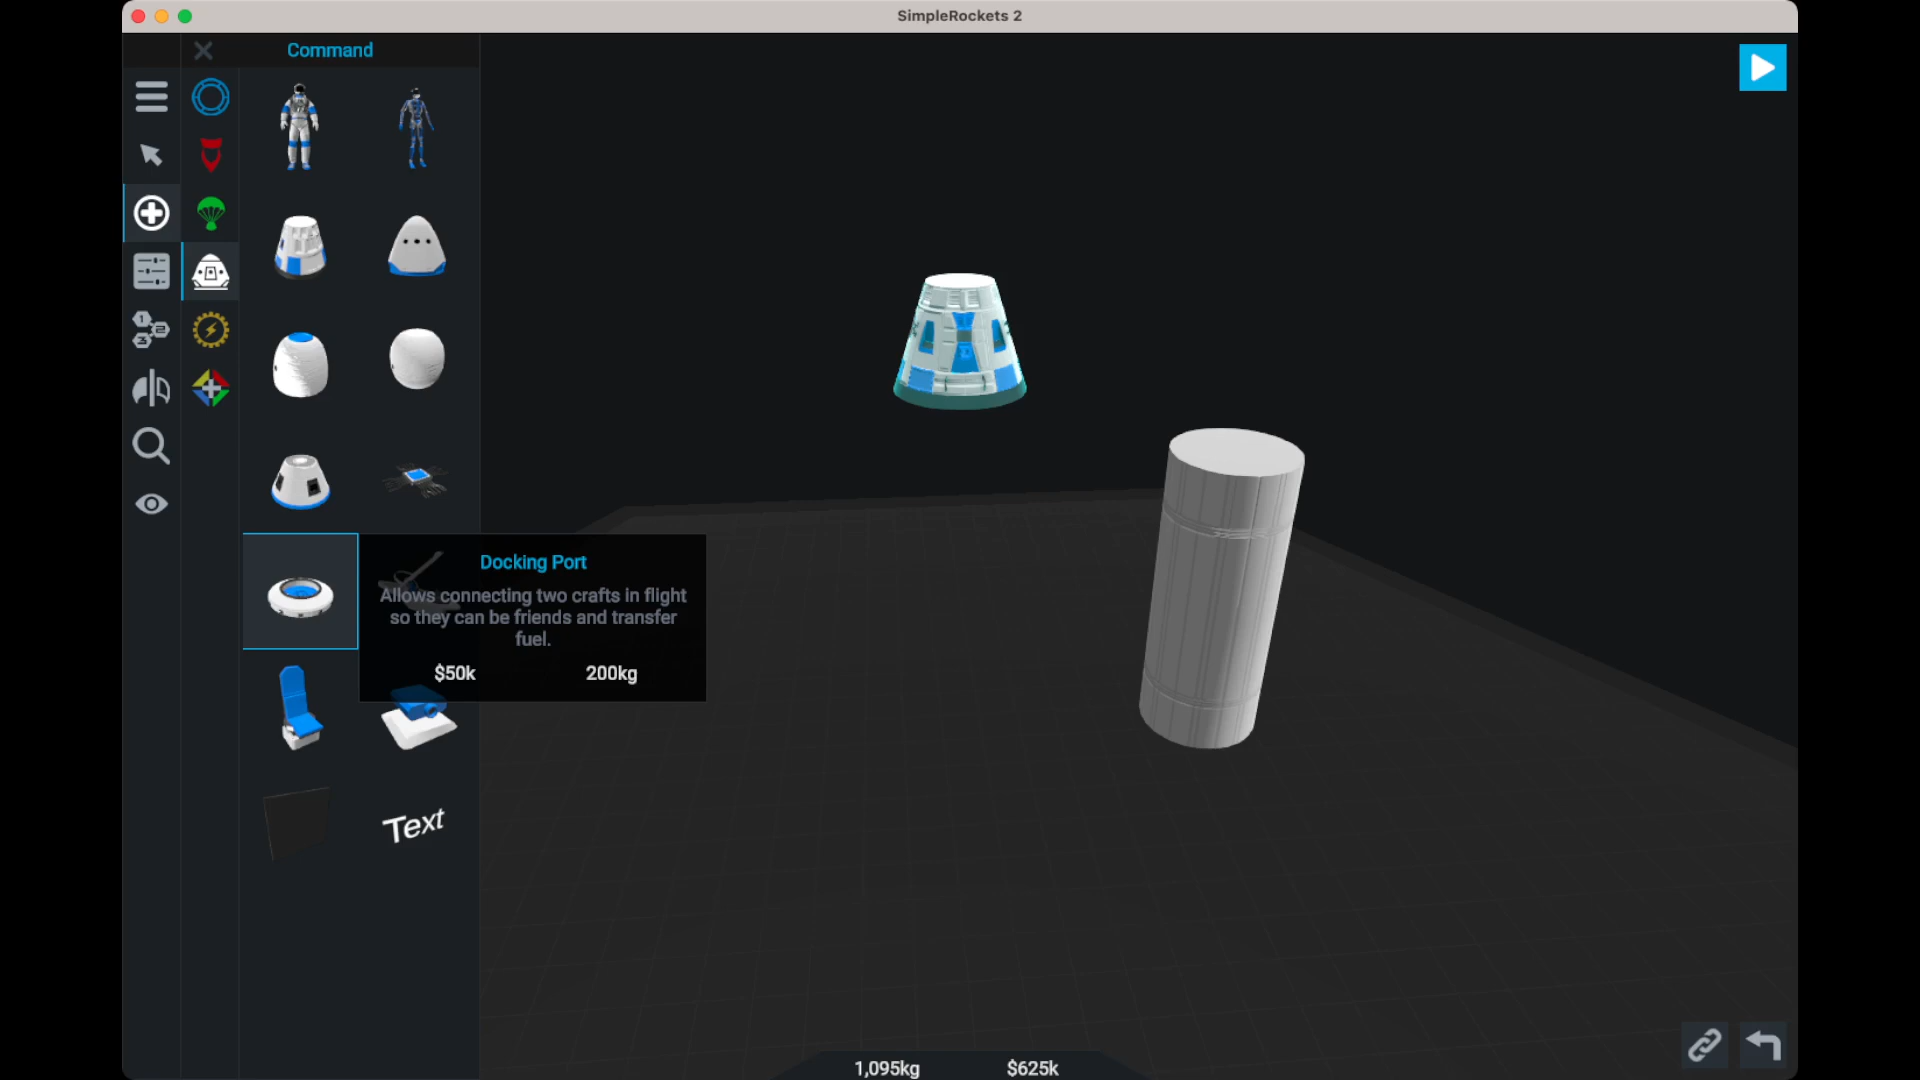 SimpleRockets 2
Command
Docking Port
Allows connecting two crafts in flight
so they can be friends and transfer
fuel.
$50k 200kg
Text
1,095kg $625k